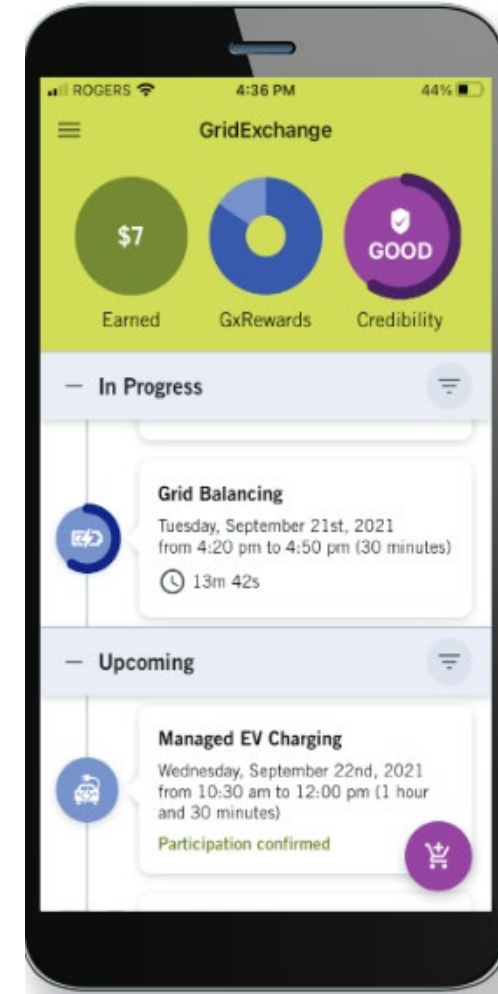 ROGERS 4:36 PM 44%
GridExchange
$7
GOOD
Earned GxRewards Credibility
In Progress
Grid Balancing
Tuesday, September 21st, 2021
from 4:20 pm to 4:50 pm (30 minutes)
13m 42s
Upcoming
Managed EV Charging
Wednesday, September 22nd, 2021
from 10:30 am to 12:00 pm (1 hour
and 30 minutes)
Participation confirmed